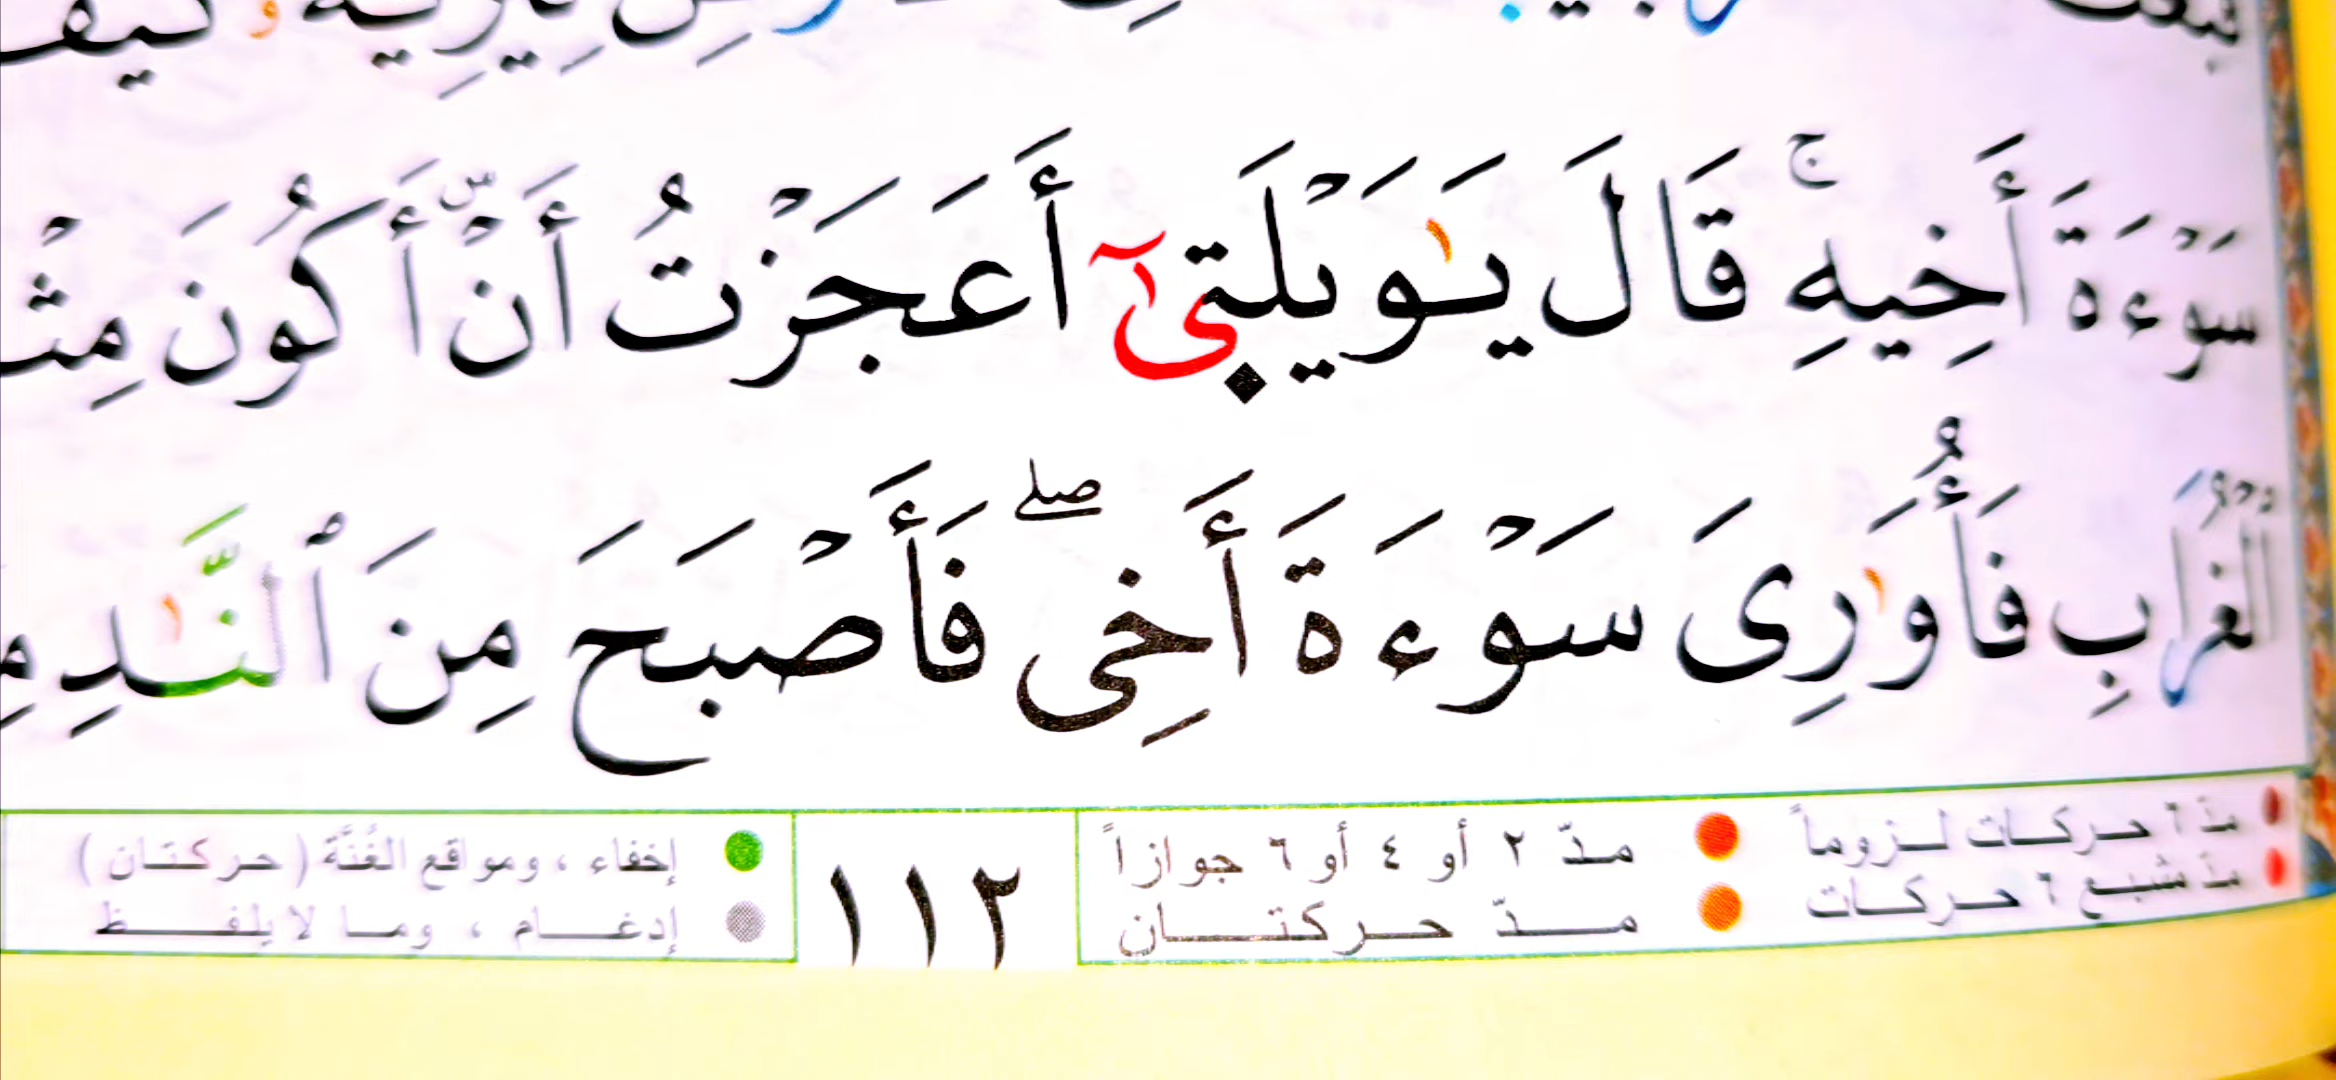 سَوْءَةَ أَخِيهِ ۚ قَالَ يَـٰوَيْلَتَىٰٓ أَعَجَزْتُ أَنْ أَكُونَ
ٱلْغُرَابِ فَأُوَٰرِىَ سَوْءَةَ أَخِى ۖ فَأَصْبَحَ مِنَ
مدّ ٦ حركات لزوماً مدّ ٢ أو ٤ أو ٦ جوازاً إخفاء ، ومواقع الغُنَّة ( حركتان )
مدّ مشبع ٦ حركات مدّ حركتان ١١٢ إدغام ، وما لا يلفظ